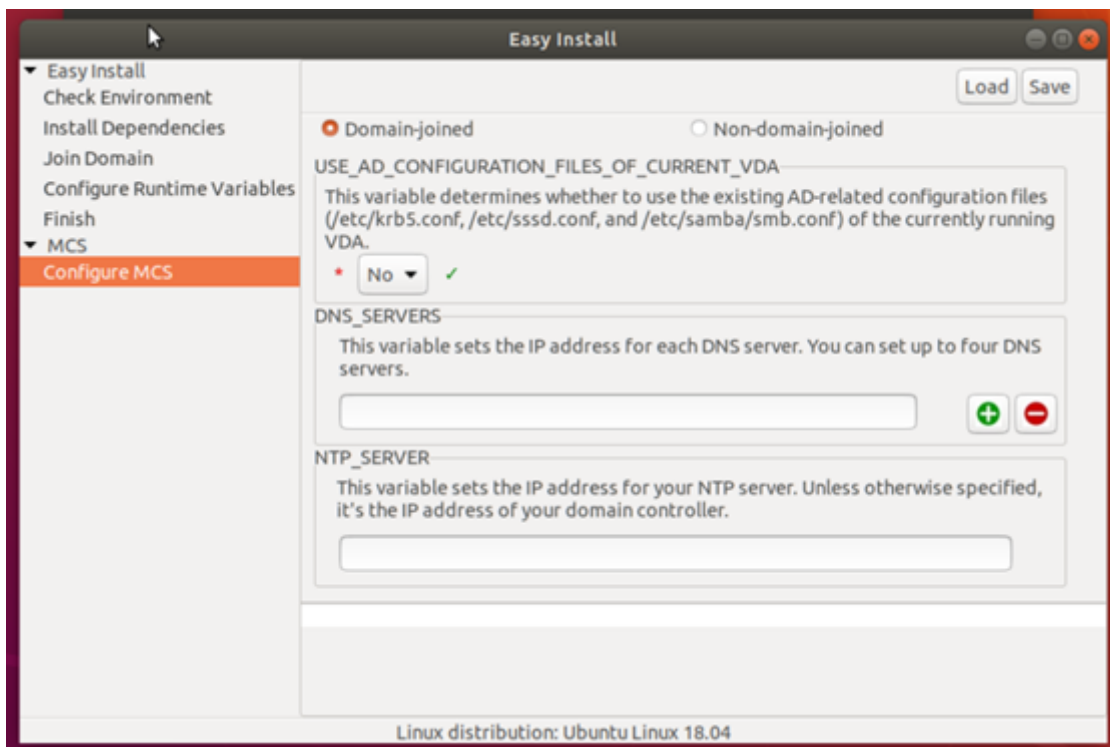 Easy Install
Easy Install
Check Environment
Install Dependencies
Join Domain
Configure Runtime Variables
Finish
MCS
Configure MCS
Load Save
Domain-joined Non-domain-joined
USE_AD_CONFIGURATION_FILES_OF_CURRENT_VDA
This variable determines whether to use the existing AD-related configuration files
(/etc/krb5.conf, /etc/sssd.conf, and /etc/samba/smb.conf) of the currently running
VDA.
* No
DNS_SERVERS
This variable sets the IP address for each DNS server. You can set up to four DNS
servers.
NTP_SERVER
This variable sets the IP address for your NTP server. Unless otherwise specified,
it's the IP address of your domain controller.
Linux distribution: Ubuntu Linux 18.04